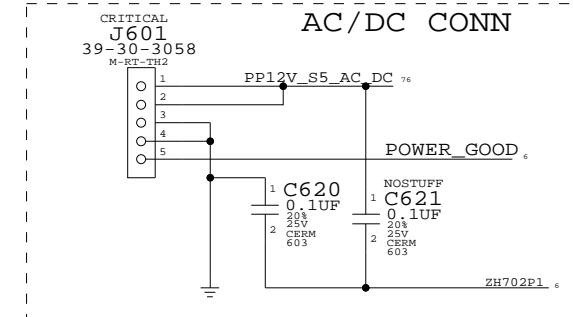 AC/DC CONN
CRITICAL
J601
39-30-3058
M-RT-TH2
1
2
3
4
5
PP12V_S5_AC_DC 76
POWER_GOOD 6
1
2
C620
0.1UF
20%
25V
CERM
603
NOSTUFF
1
2
C621
0.1UF
20%
25V
CERM
603
ZH702P1 6